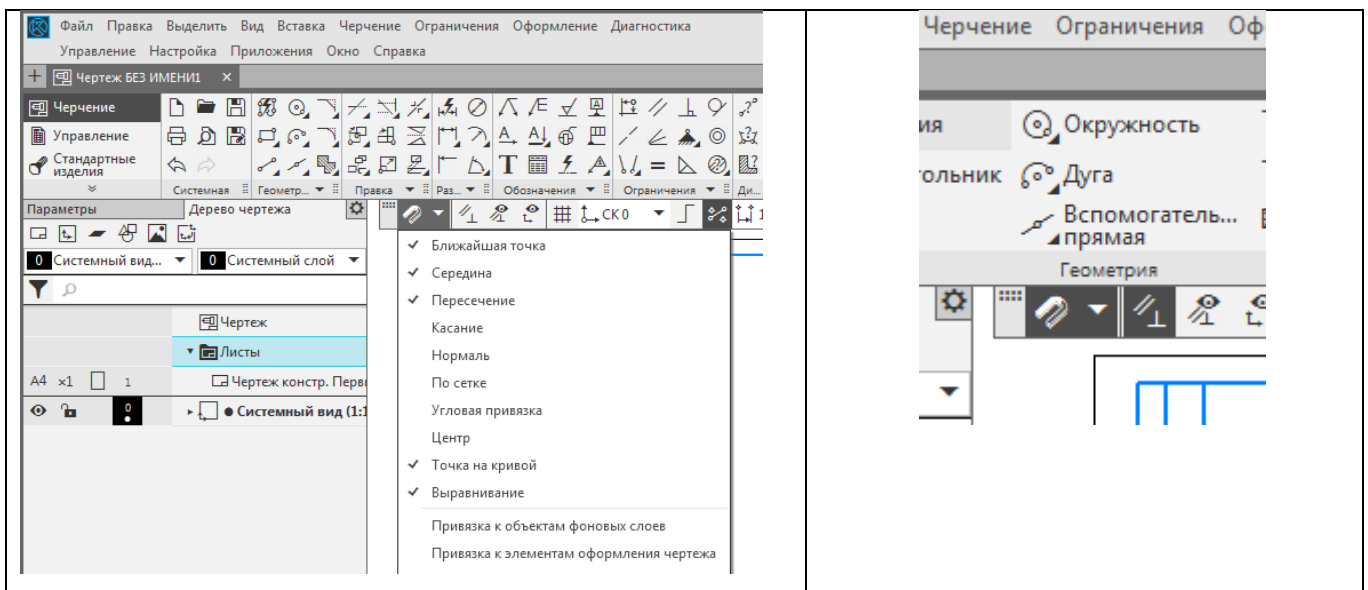 Файл Правка Выделить Вид Вставка Черчение Ограничения Оформление Диагностика
Управление Настройка Приложения Окно Справка
Чертеж БЕЗ ИМЕНИ1
Черчение
Управление
Стандартные
изделия
Системная Геометр... Правка Раз... Обозначения Ограничения Ди...
Параметры Дерево чертежа
СК 0 1
0 Системный вид... 0 Системный слой
Чертеж
Листы
А4 ×1 1 Чертеж констр. Перв
0 Системный вид (1:1
Ближайшая точка
Середина
Пересечение
Касание
Нормаль
По сетке
Угловая привязка
Центр
Точка на кривой
Выравнивание
Привязка к объектам фоновых слоев
Привязка к элементам оформления чертежа
Черчение Ограничения Оф
ия Окружность
ольник Дуга
Вспомогатель...
прямая
Геометрия